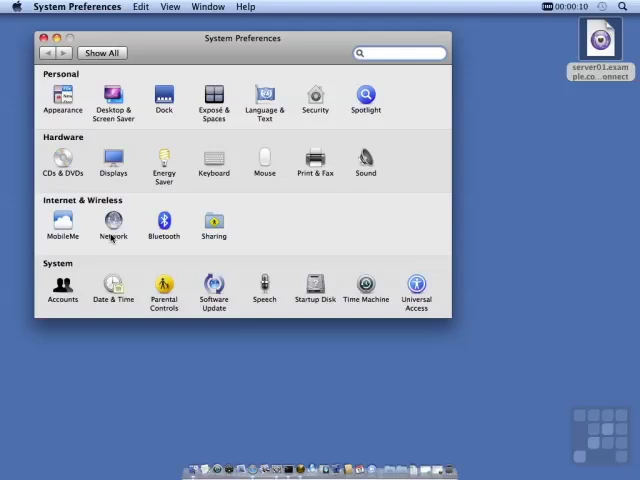 System Preferences Edit View Window Help
00:00:10
System Preferences
Show All
Personal
Appearance
Desktop &
Screen Saver
Dock
Exposé &
Spaces
Language &
Text
Security
Spotlight
Hardware
CDs & DVDs
Displays
Energy
Saver
Keyboard
Mouse
Print & Fax
Sound
Internet & Wireless
MobileMe
Network
Bluetooth
Sharing
System
Accounts
Date & Time
Parental
Controls
Software
Update
Speech
Startup Disk
Time Machine
Universal
Access
server01.exam
ple.co...onnect